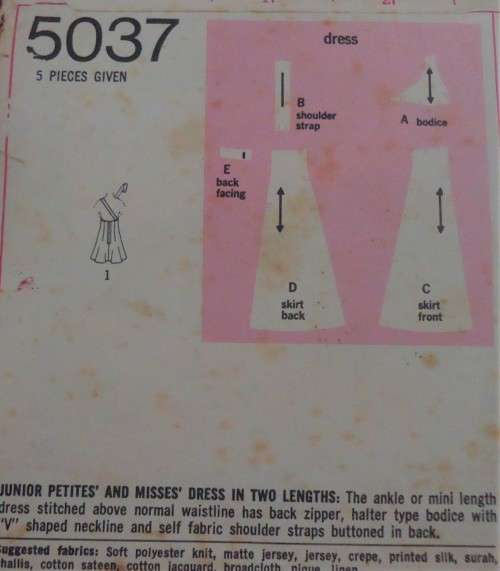 5037
5 PIECES GIVEN
dress
B
shoulder
strap
A bodice
E
back
facing
D
skirt
back
C
skirt
front
1
JUNIOR PETITES' AND MISSES' DRESS IN TWO LENGTHS: The ankle or mini length
dress stitched above normal waistline has back zipper, halter type bodice with
"V" shaped neckline and self fabric shoulder straps buttoned in back.
Suggested fabrics: Soft polyester knit, matte jersey, jersey, crepe, printed silk, surah,
challis, cotton sateen, cotton jacquard, broadcloth, pique, linen.